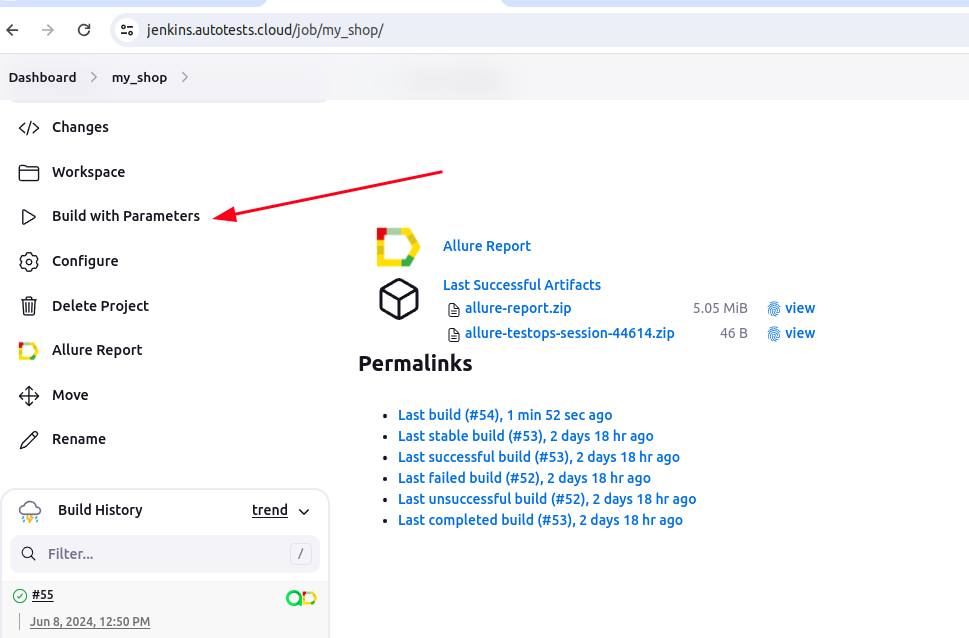 jenkins.autotests.cloud/job/my_shop/
Dashboard > my_shop >
Changes
Workspace
Build with Parameters
Configure
Delete Project
Allure Report
Move
Rename
Build History trend
Filter... /
#55
Jun 8, 2024, 12:50 PM
Allure Report
Last Successful Artifacts
allure-report.zip 5.05 MiB view
allure-testops-session-44614.zip 46 B view
Permalinks
Last build (#54), 1 min 52 sec ago
Last stable build (#53), 2 days 18 hr ago
Last successful build (#53), 2 days 18 hr ago
Last failed build (#52), 2 days 18 hr ago
Last unsuccessful build (#52), 2 days 18 hr ago
Last completed build (#53), 2 days 18 hr ago